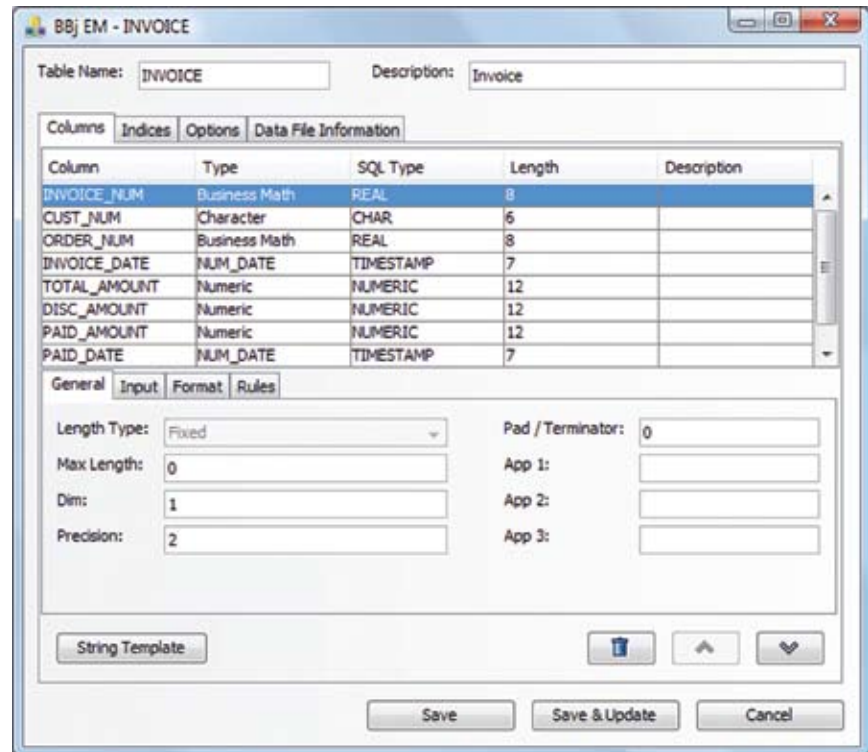 BBj EM - INVOICE
Table Name: INVOICE Description: Invoice
Columns Indices Options Data File Information
Column Type SQL Type Length Description
INVOICE_NUM Business Math REAL 8
CUST_NUM Character CHAR 6
ORDER_NUM Business Math REAL 8
INVOICE_DATE NUM_DATE TIMESTAMP 7
TOTAL_AMOUNT Numeric NUMERIC 12
DISC_AMOUNT Numeric NUMERIC 12
PAID_AMOUNT Numeric NUMERIC 12
PAID_DATE NUM_DATE TIMESTAMP 7
General Input Format Rules
Length Type: Fixed Pad / Terminator: 0
Max Length: 0 App 1:
Dim: 1 App 2:
Precision: 2 App 3:
String Template
Save Save & Update Cancel